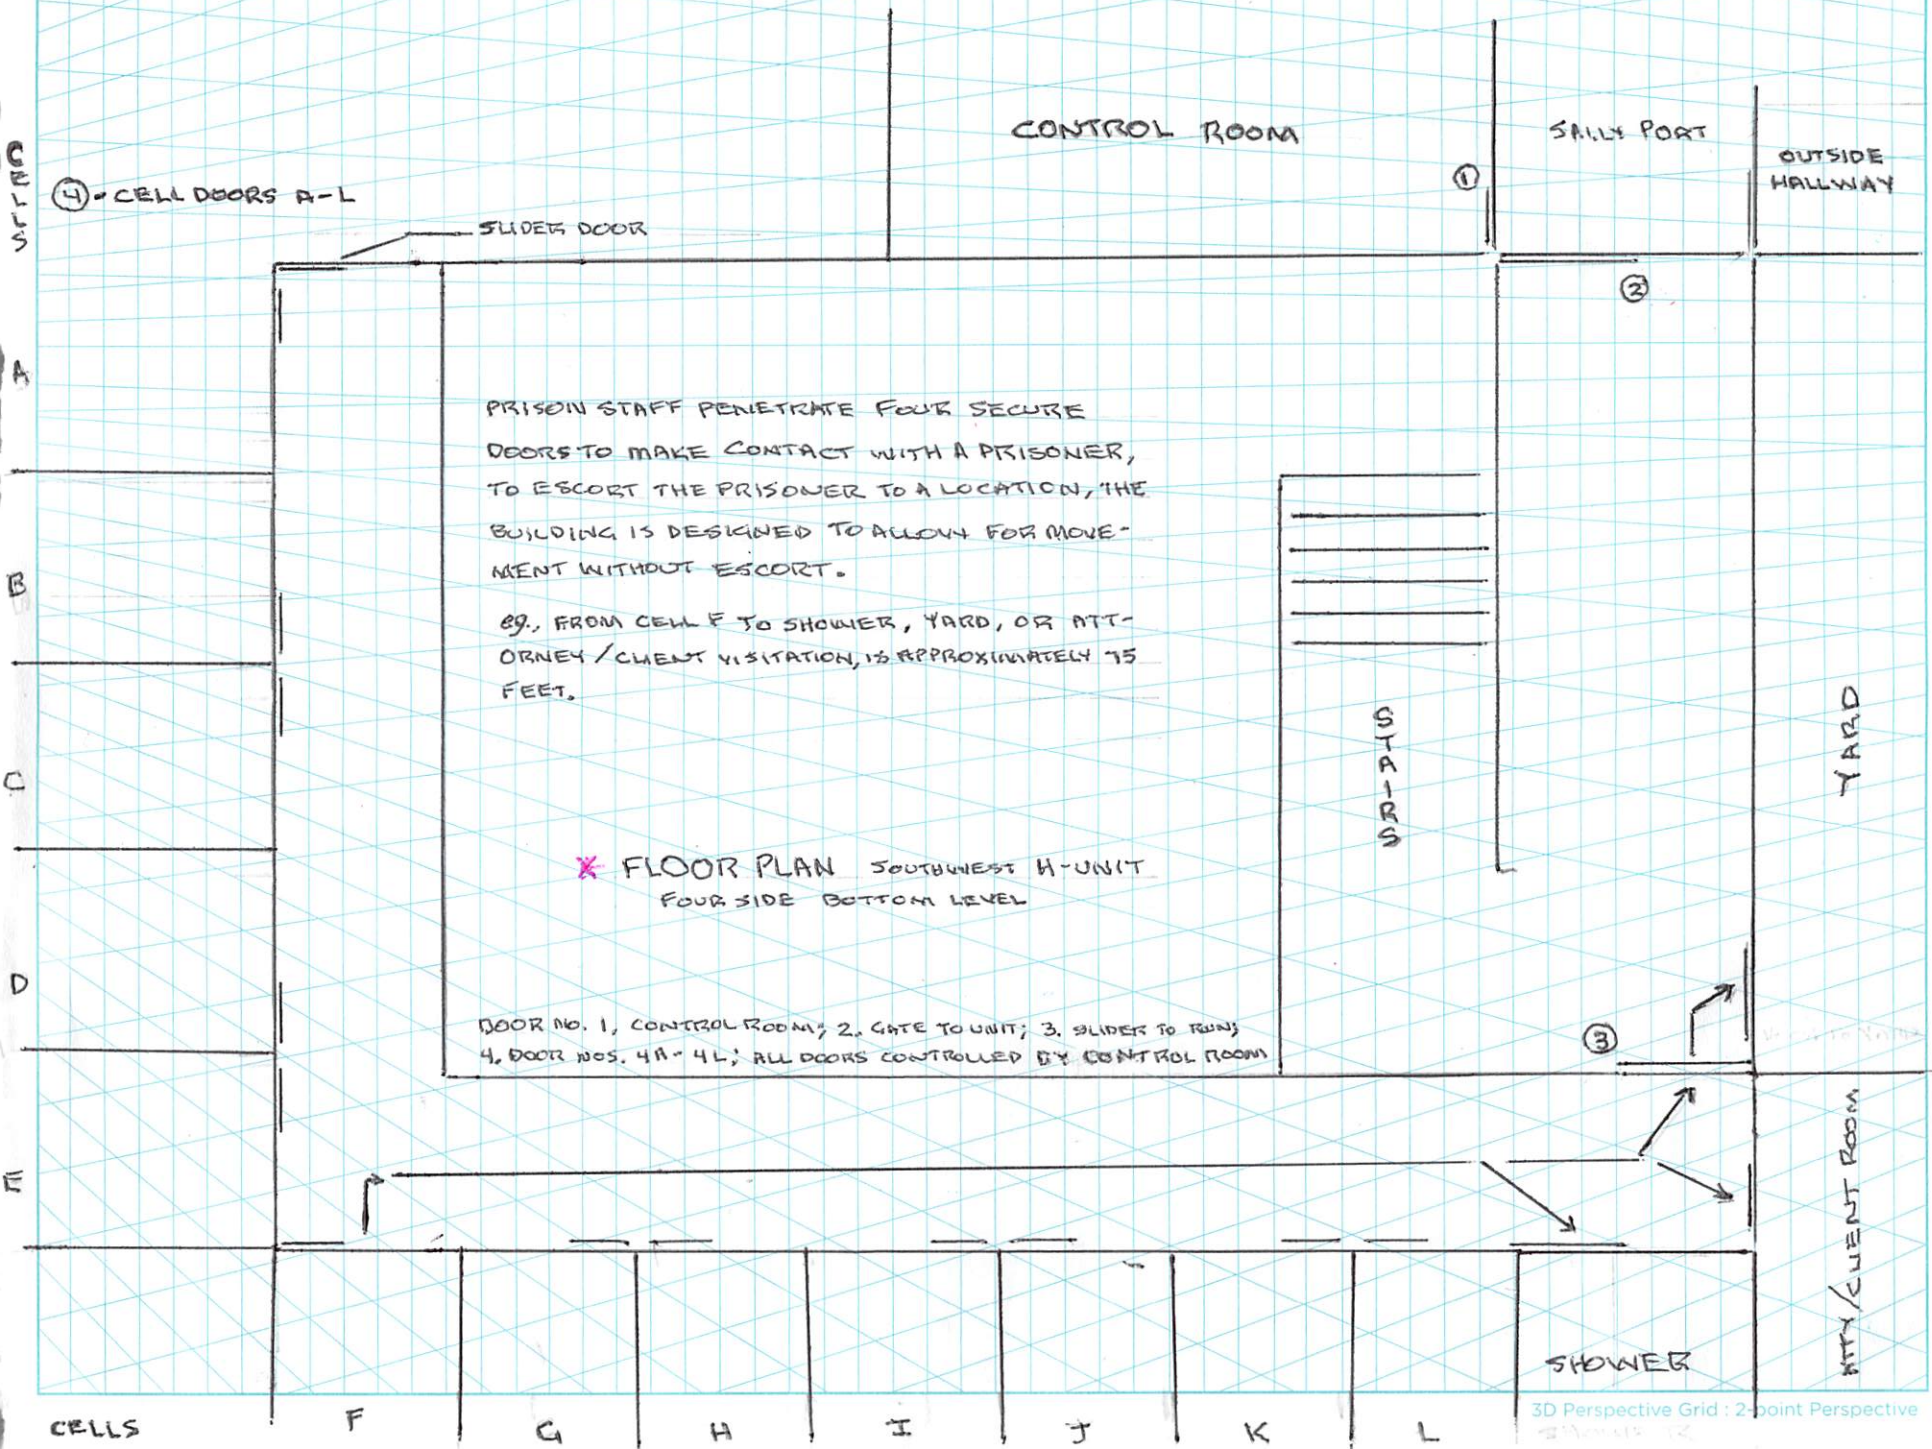 CONTROL ROOM
SALLY PORT
OUTSIDE
HALLWAY
CELLS
④-CELL DOORS A-L
①
SLIDER DOOR
②
A
B
C
D
E
PRISON STAFF PENETRATE FOUR SECURE
DOORS TO MAKE CONTACT WITH A PRISONER,
TO ESCORT THE PRISONER TO A LOCATION, THE
BUILDING IS DESIGNED TO ALLOW FOR MOVE-
MENT WITHOUT ESCORT.
eg., FROM CELL F TO SHOWER, YARD, OR ATT-
ORNEY/CLIENT VISITATION, IS APPROXIMATELY 75
FEET.
STAIRS
YARD
* FLOOR PLAN SOUTHWEST H-UNIT
FOUR SIDE BOTTOM LEVEL
DOOR NO. 1, CONTROL ROOM; 2. GATE TO UNIT; 3. SLIDER TO RUN;
4. DOOR NOS. 4A-4L; ALL DOORS CONTROLLED BY CONTROL ROOM
③
ATTY/CLIENT ROOM
SHOWER
CELLS
F
G
H
I
J
K
L
3D Perspective Grid : 2-point Perspective